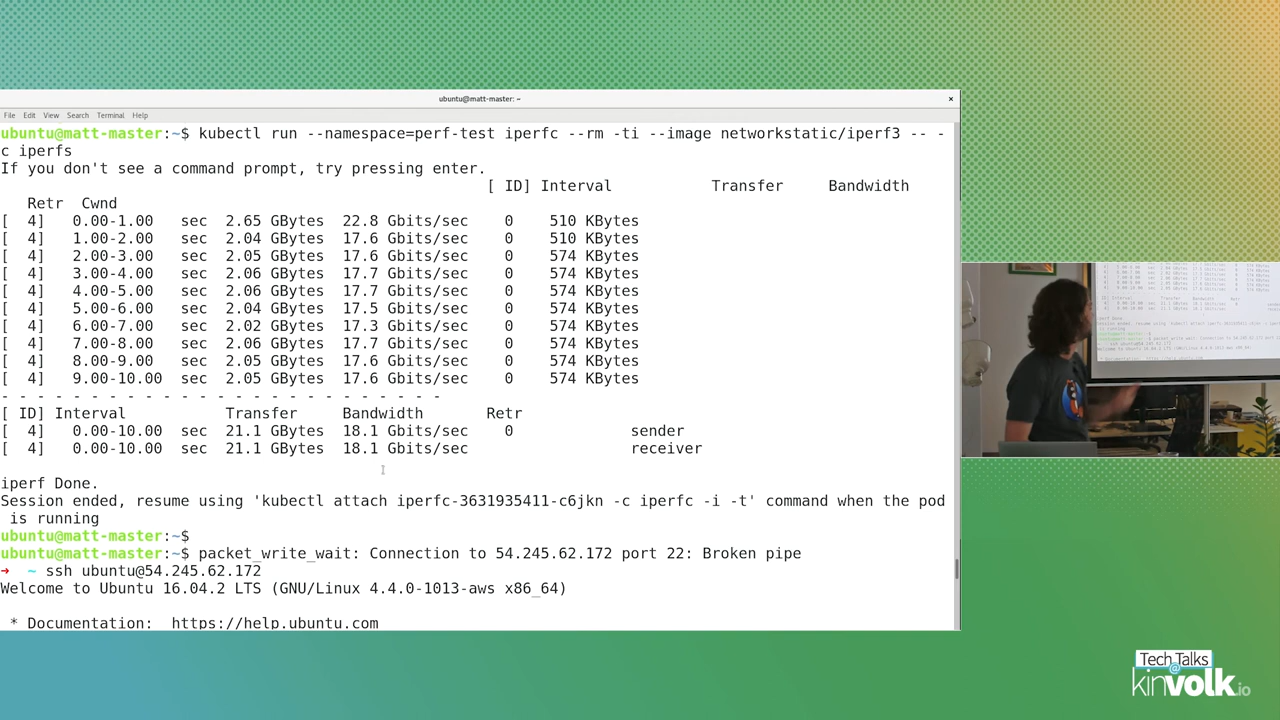 ubuntu@matt-master: ~
File Edit View Search Terminal Help
ubuntu@matt-master:~$ kubectl run --namespace=perf-test iperfc --rm -ti --image networkstatic/iperf3 -- -
c iperfs
If you don't see a command prompt, try pressing enter.
[ ID] Interval Transfer Bandwidth
Retr Cwnd
[ 4] 0.00-1.00 sec 2.65 GBytes 22.8 Gbits/sec 0 510 KBytes
[ 4] 1.00-2.00 sec 2.04 GBytes 17.6 Gbits/sec 0 510 KBytes
[ 4] 2.00-3.00 sec 2.05 GBytes 17.6 Gbits/sec 0 574 KBytes
[ 4] 3.00-4.00 sec 2.06 GBytes 17.7 Gbits/sec 0 574 KBytes
[ 4] 4.00-5.00 sec 2.06 GBytes 17.7 Gbits/sec 0 574 KBytes
[ 4] 5.00-6.00 sec 2.04 GBytes 17.5 Gbits/sec 0 574 KBytes
[ 4] 6.00-7.00 sec 2.02 GBytes 17.3 Gbits/sec 0 574 KBytes
[ 4] 7.00-8.00 sec 2.06 GBytes 17.7 Gbits/sec 0 574 KBytes
[ 4] 8.00-9.00 sec 2.05 GBytes 17.6 Gbits/sec 0 574 KBytes
[ 4] 9.00-10.00 sec 2.05 GBytes 17.6 Gbits/sec 0 574 KBytes
- - - - - - - - - - - - - - - - - - - - - - - - -
[ ID] Interval Transfer Bandwidth Retr
[ 4] 0.00-10.00 sec 21.1 GBytes 18.1 Gbits/sec 0 sender
[ 4] 0.00-10.00 sec 21.1 GBytes 18.1 Gbits/sec receiver
iperf Done.
Session ended, resume using 'kubectl attach iperfc-3631935411-c6jkn -c iperfc -i -t' command when the pod
is running
ubuntu@matt-master:~$
ubuntu@matt-master:~$ packet_write_wait: Connection to 54.245.62.172 port 22: Broken pipe
➜ ~ ssh ubuntu@54.245.62.172
Welcome to Ubuntu 16.04.2 LTS (GNU/Linux 4.4.0-1013-aws x86_64)
* Documentation: https://help.ubuntu.com
Tech Talks
@
kinvolk.io